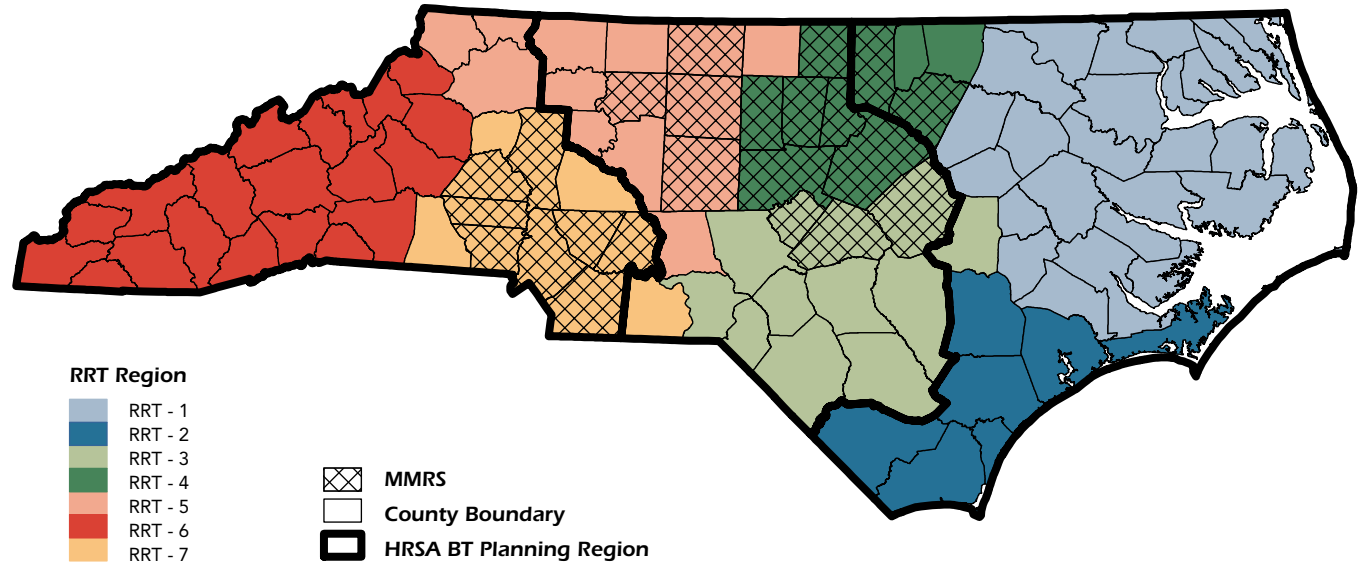 RRT Region
RRT - 1
RRT - 2
RRT - 3
RRT - 4
RRT - 5
RRT - 6
RRT - 7
MMRS
County Boundary
HRSA BT Planning Region